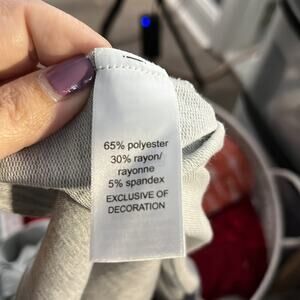 65% polyester
30% rayon/
rayonne
5% spandex
EXCLUSIVE OF
DECORATION